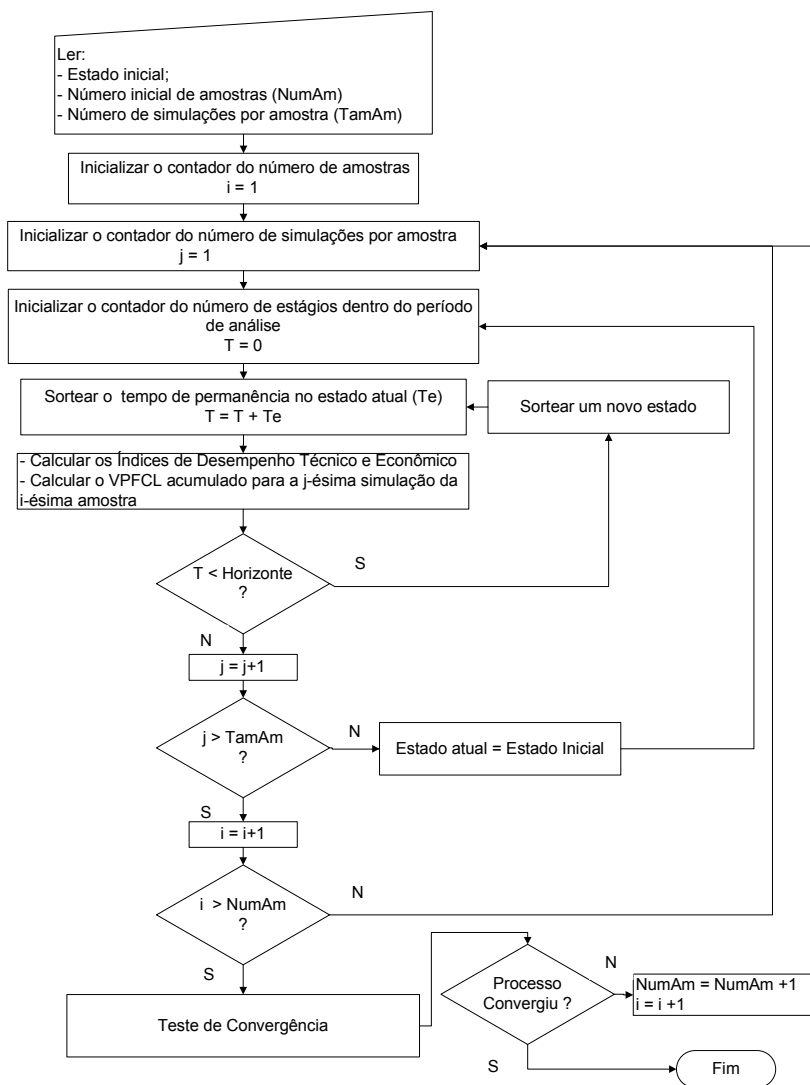 Ler:
- Estado inicial;
- Número inicial de amostras (NumAm)
- Número de simulações por amostra (TamAm)
Inicializar o contador do número de amostras
i = 1
Inicializar o contador do número de simulações por amostra
j = 1
Inicializar o contador do número de estágios dentro do período
de análise
T = 0
Sortear o tempo de permanência no estado atual (Te)
T = T + Te
Sortear um novo estado
- Calcular os Índices de Desempenho Técnico e Econômico
- Calcular o VPFCL acumulado para a j-ésima simulação da
i-ésima amostra
T < Horizonte
?
S
N
j = j+1
j > TamAm
?
N
Estado atual = Estado Inicial
S
i = i+1
i > NumAm
?
N
S
Teste de Convergência
Processo
Convergiu ?
N
NumAm = NumAm +1
i = i +1
S
Fim